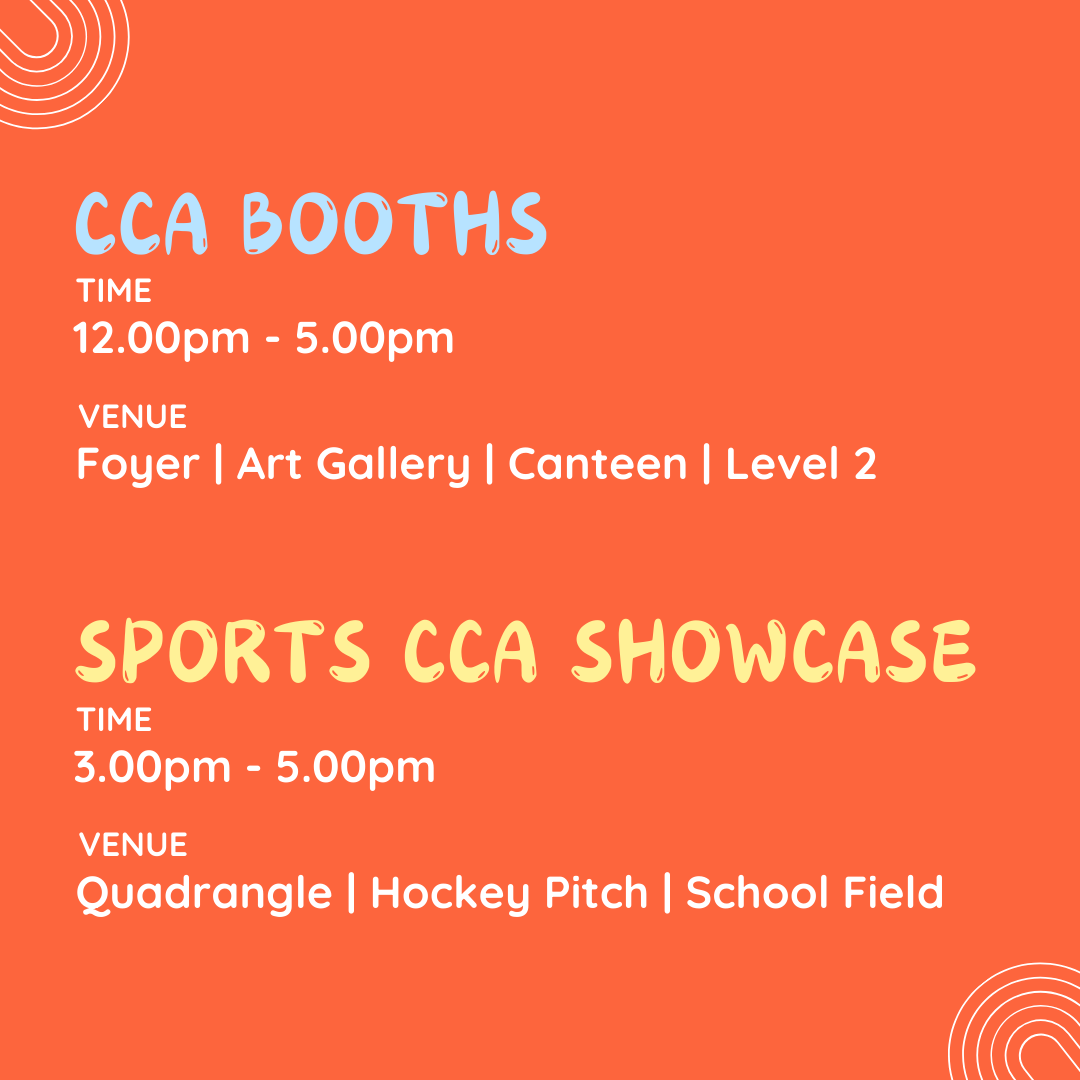 CCA BOOTHS
TIME
12.00pm - 5.00pm
VENUE
Foyer | Art Gallery | Canteen | Level 2
SPORTS CCA SHOWCASE
TIME
3.00pm - 5.00pm
VENUE
Quadrangle | Hockey Pitch | School Field